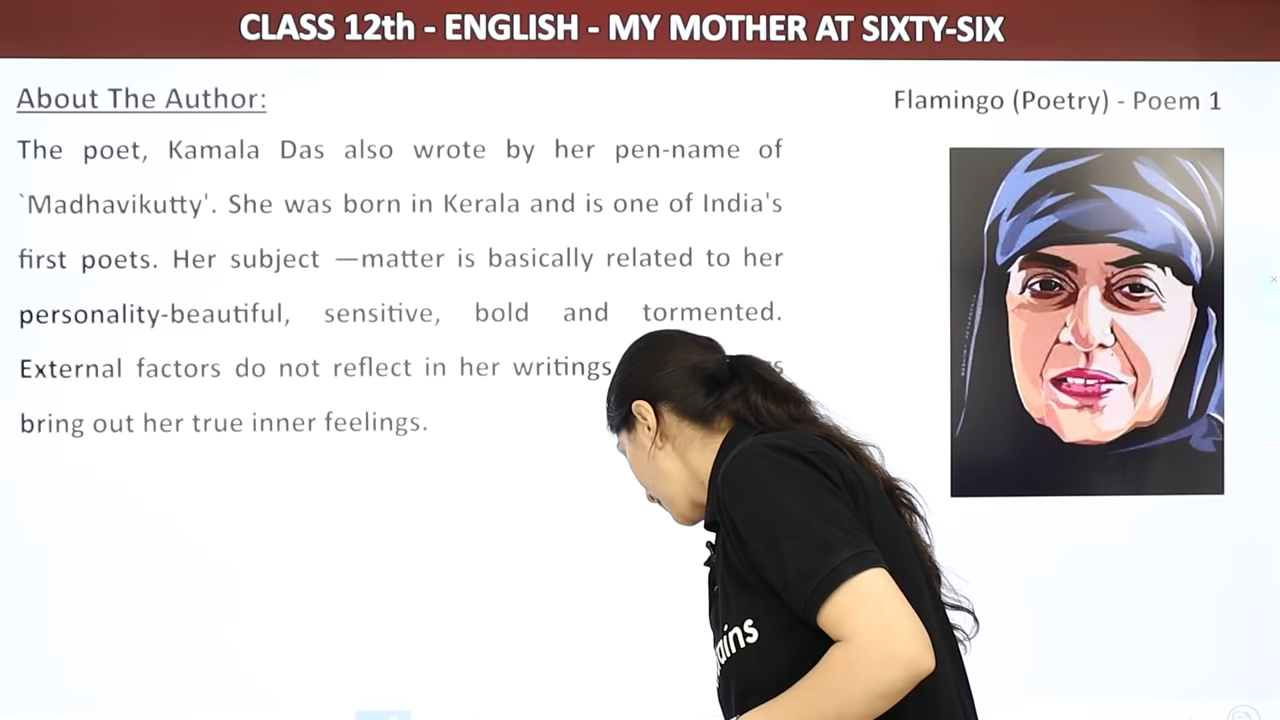 CLASS 12th - ENGLISH - MY MOTHER AT SIXTY-SIX
About The Author:
Flamingo (Poetry) - Poem 1
The poet, Kamala Das also wrote by her pen-name of
`Madhavikutty'. She was born in Kerala and is one of India's
first poets. Her subject —matter is basically related to her
personality-beautiful, sensitive, bold and tormented.
External factors do not reflect in her writings
bring out her true inner feelings.